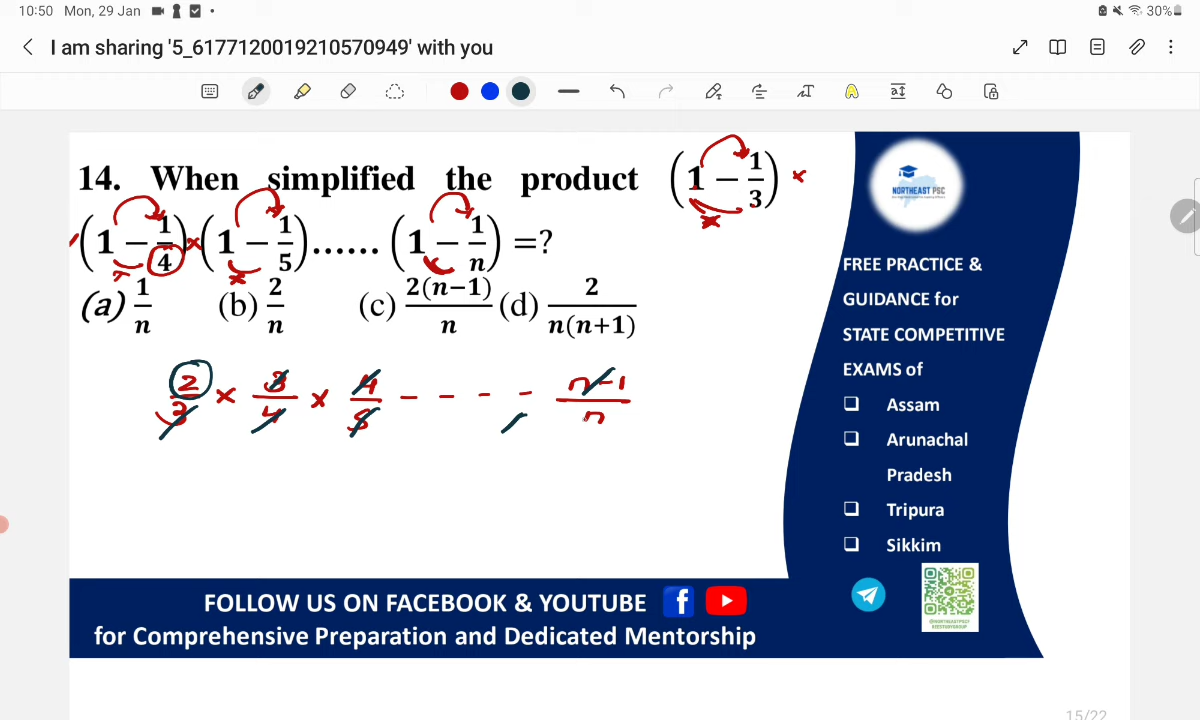 10:50 Mon, 29 Jan 30%
I am sharing '5_6177120019210570949' with you
14. When simplified the product (1 − 1/3) ×
(1 − 1/4) × (1 − 1/5) ...... (1 − 1/n) =?
(a) 1/n (b) 2/n (c) 2(n−1)/n (d) 2/n(n+1)
2/3 × 3/4 × 4/5 - - - - n-1/n
NORTHEAST PSC
FREE PRACTICE &
GUIDANCE for
STATE COMPETITIVE
EXAMS of
Assam
Arunachal
Pradesh
Tripura
Sikkim
FOLLOW US ON FACEBOOK & YOUTUBE
for Comprehensive Preparation and Dedicated Mentorship
15/22